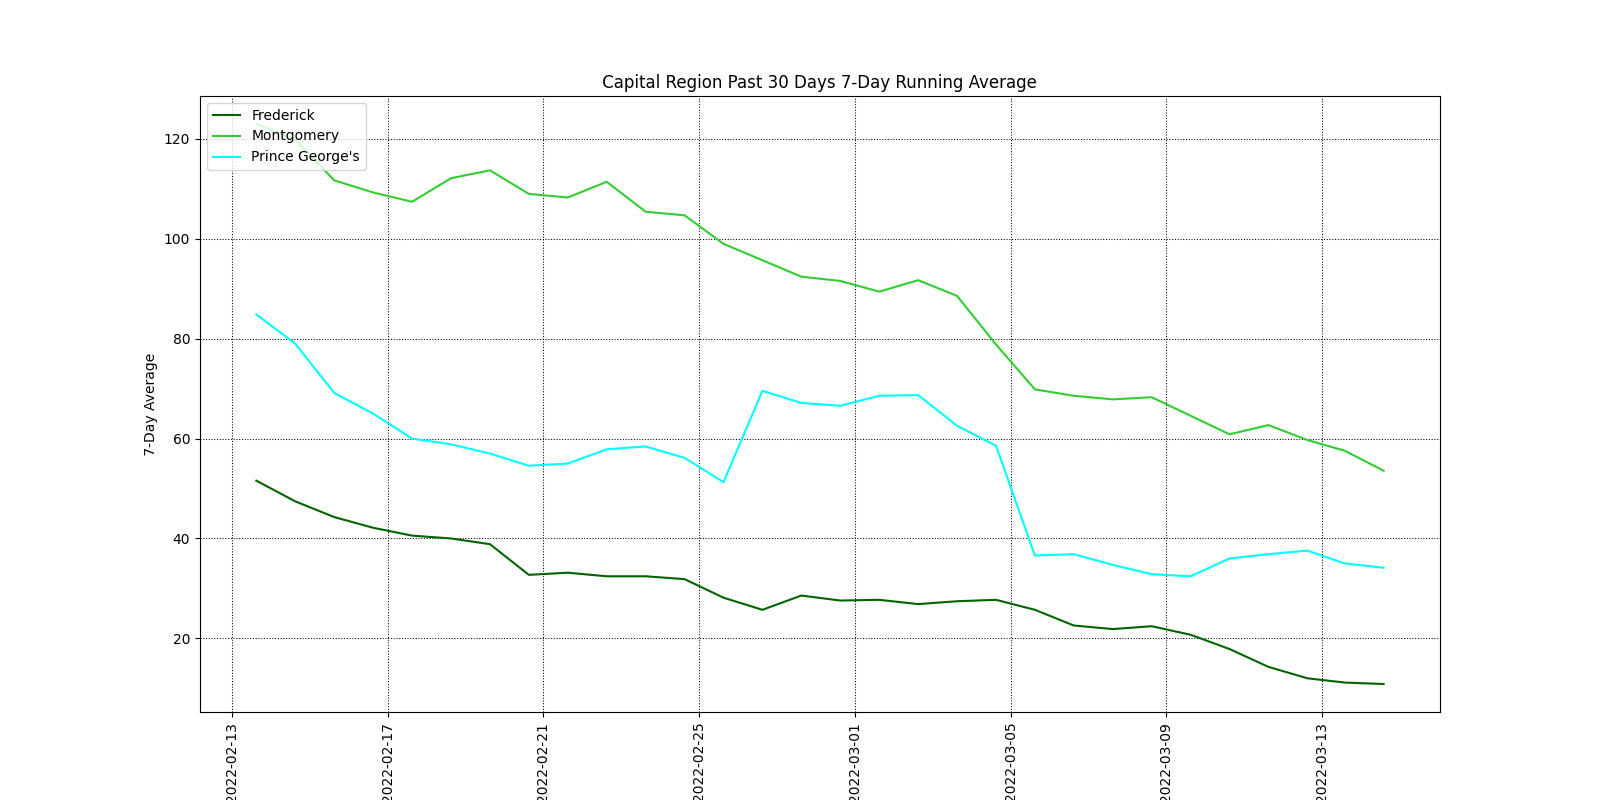 Capital Region Past 30 Days 7-Day Running Average
Frederick
Montgomery
Prince George's
120
100
80
60
40
20
7-Day Average
2022-02-13
2022-02-17
2022-02-21
2022-02-25
2022-03-01
2022-03-05
2022-03-09
2022-03-13